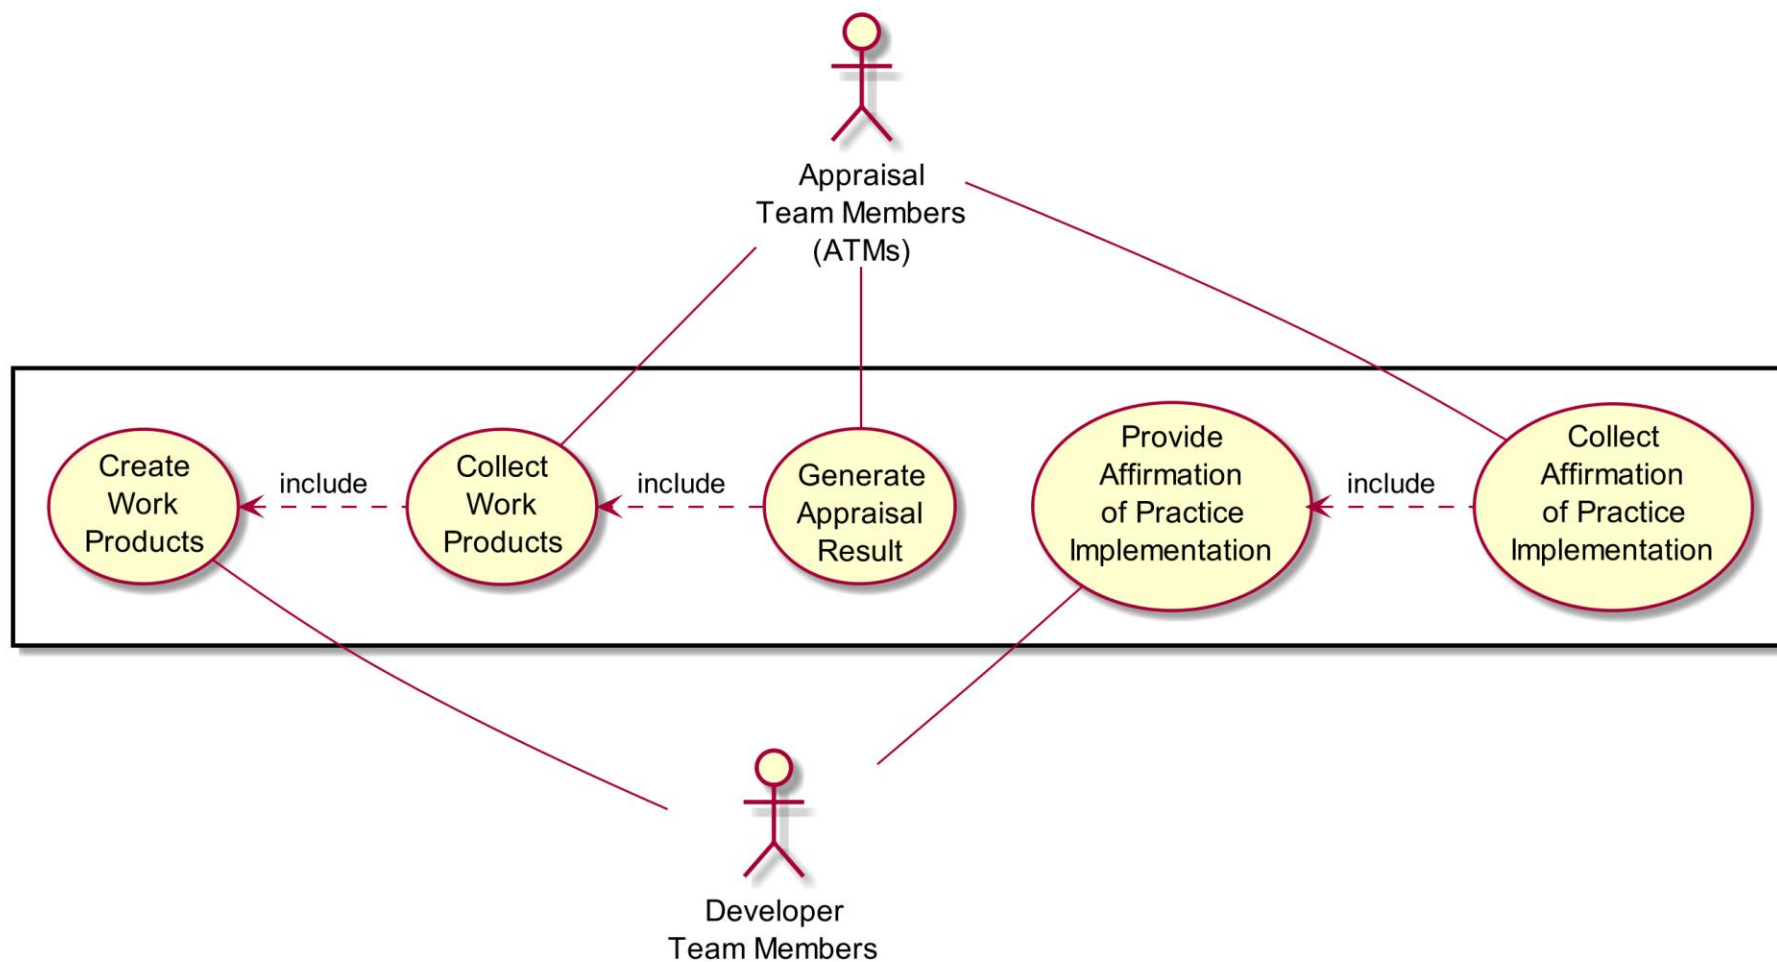 Appraisal
Team Members
(ATMs)
Create
Work
Products
include
Collect
Work
Products
include
Generate
Appraisal
Result
Provide
Affirmation
of Practice
Implementation
include
Collect
Affirmation
of Practice
Implementation
Developer
Team Members